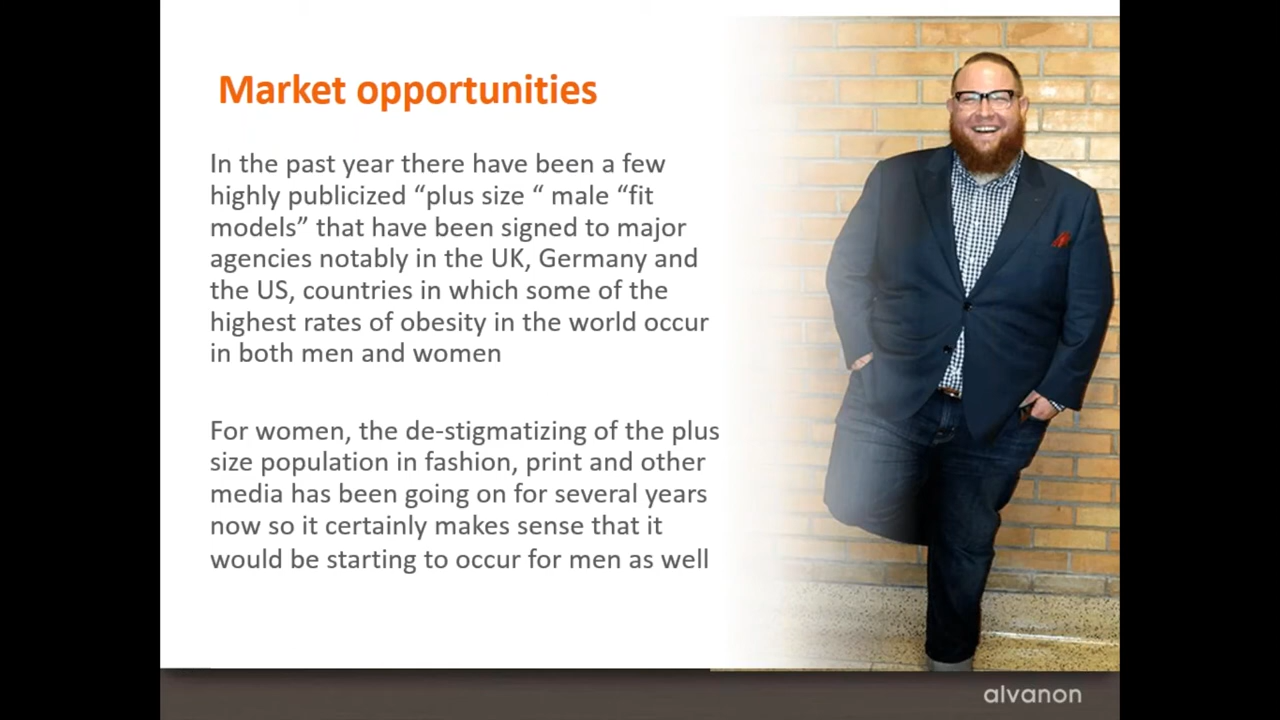 Market opportunities
In the past year there have been a few
highly publicized “plus size “ male “fit
models” that have been signed to major
agencies notably in the UK, Germany and
the US, countries in which some of the
highest rates of obesity in the world occur
in both men and women
For women, the de-stigmatizing of the plus
size population in fashion, print and other
media has been going on for several years
now so it certainly makes sense that it
would be starting to occur for men as well
alvanon